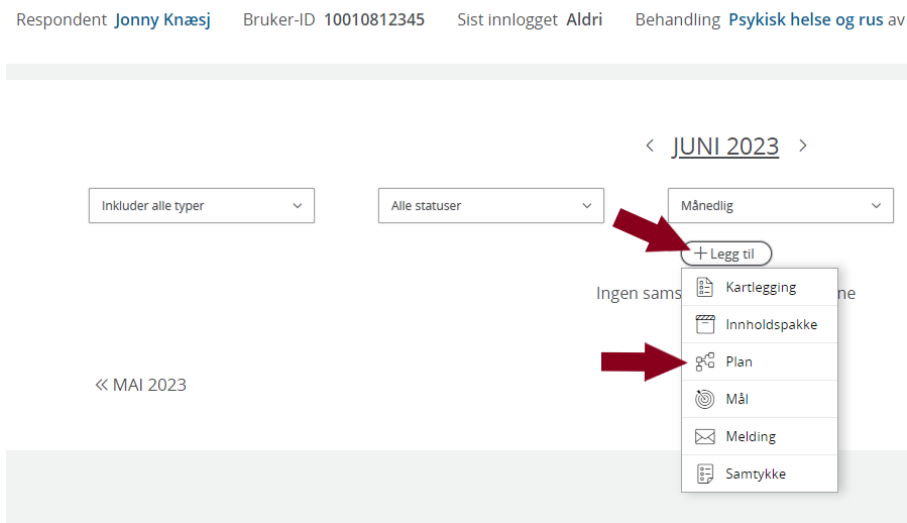 Respondent Jonny Knæsj Bruker-ID 10010812345 Sist innlogget Aldri Behandling Psykisk helse og rus av
< JUNI 2023 >
Inkluder alle typer Alle statuser Månedlig
+ Legg til
Ingen sams ne
Kartlegging
Innholdspakke
Plan
« MAI 2023
Mål
Melding
Samtykke